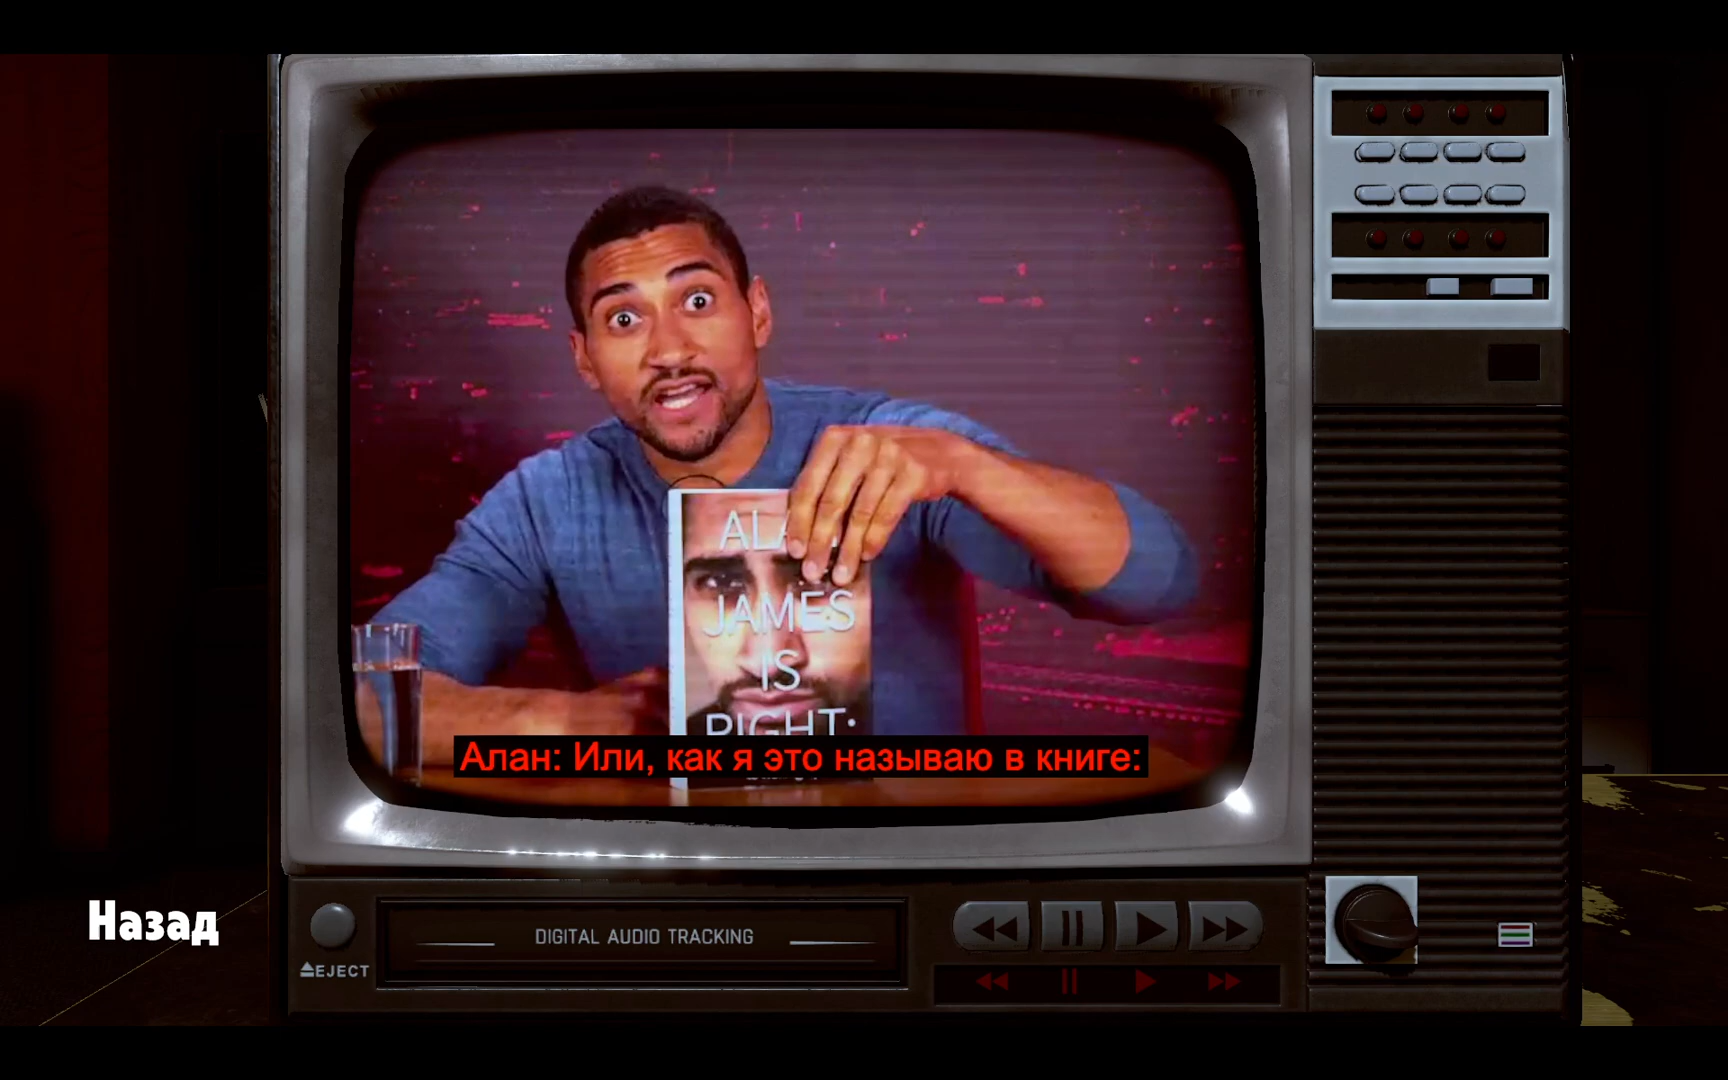 ALA
JAMES
IS
RIGHT:
Алан: Или, как я это называю в книге:
Назад
EJECT
DIGITAL AUDIO TRACKING